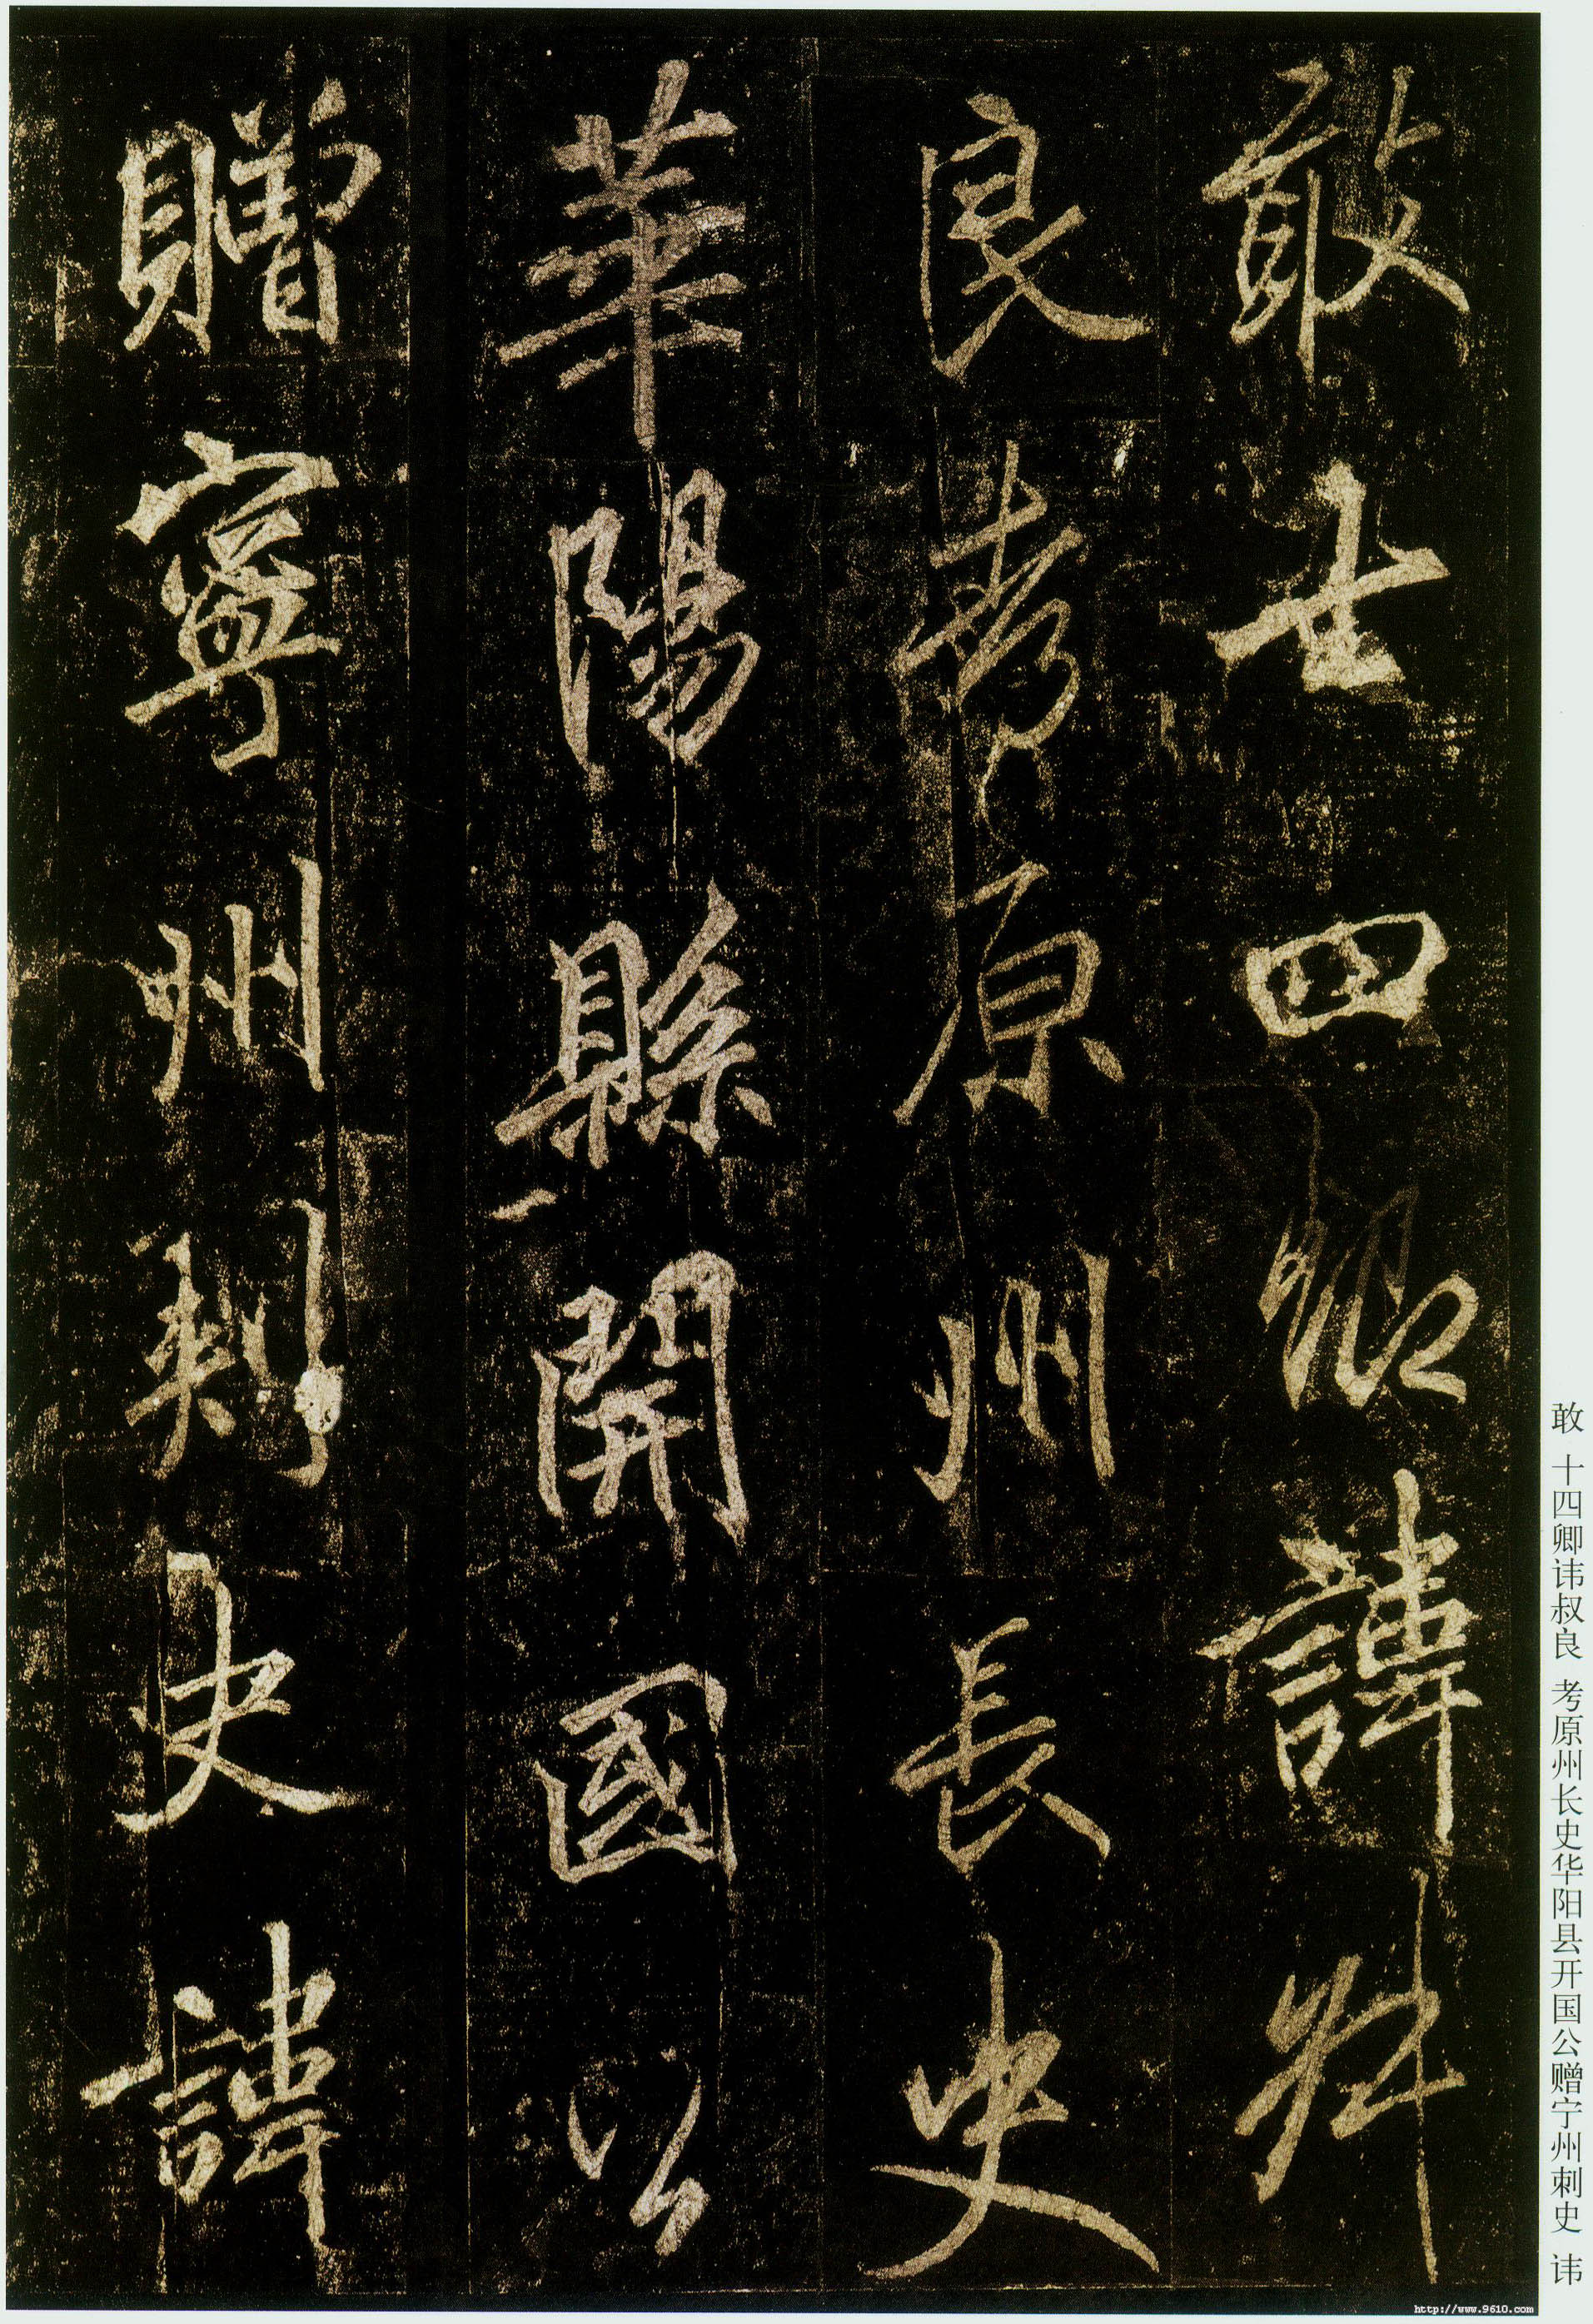 敢四卿諱叔
良考原州長史
華陽縣開國公
贈寧州刺史諱
敢 十四卿讳叔良 考原州长史华阳县开国公赠宁州刺史 讳
http://www.9610.com